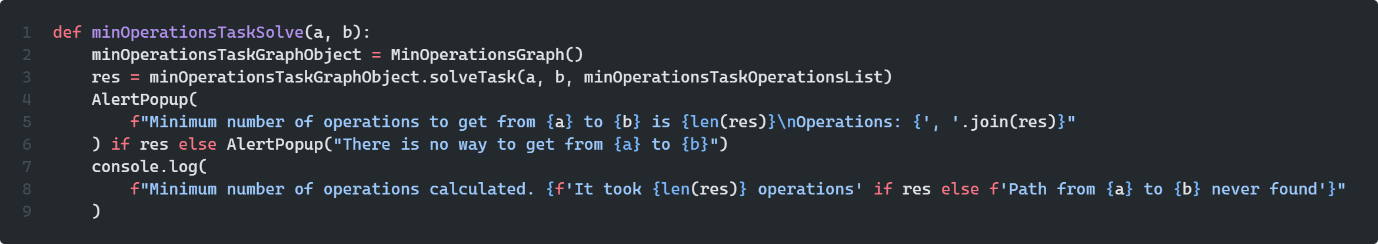 1 def minOperationsTaskSolve(a, b):
2     minOperationsTaskGraphObject = MinOperationsGraph()
3     res = minOperationsTaskGraphObject.solveTask(a, b, minOperationsTaskOperationsList)
4     AlertPopup(
5         f"Minimum number of operations to get from {a} to {b} is {len(res)}\nOperations: {', '.join(res)}"
6     ) if res else AlertPopup("There is no way to get from {a} to {b}")
7     console.log(
8         f"Minimum number of operations calculated. {f'It took {len(res)} operations' if res else f'Path from {a} to {b} never found'}"
9     )